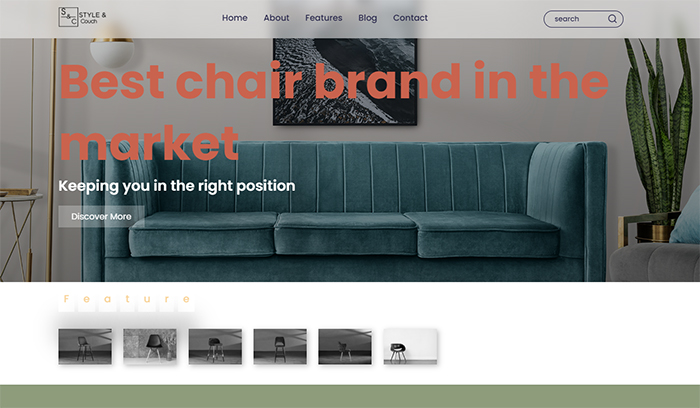 S & C
STYLE &
Couch
Home About Features Blog Contact
search
Best chair brand in the
market
Keeping you in the right position
Discover More
Feature